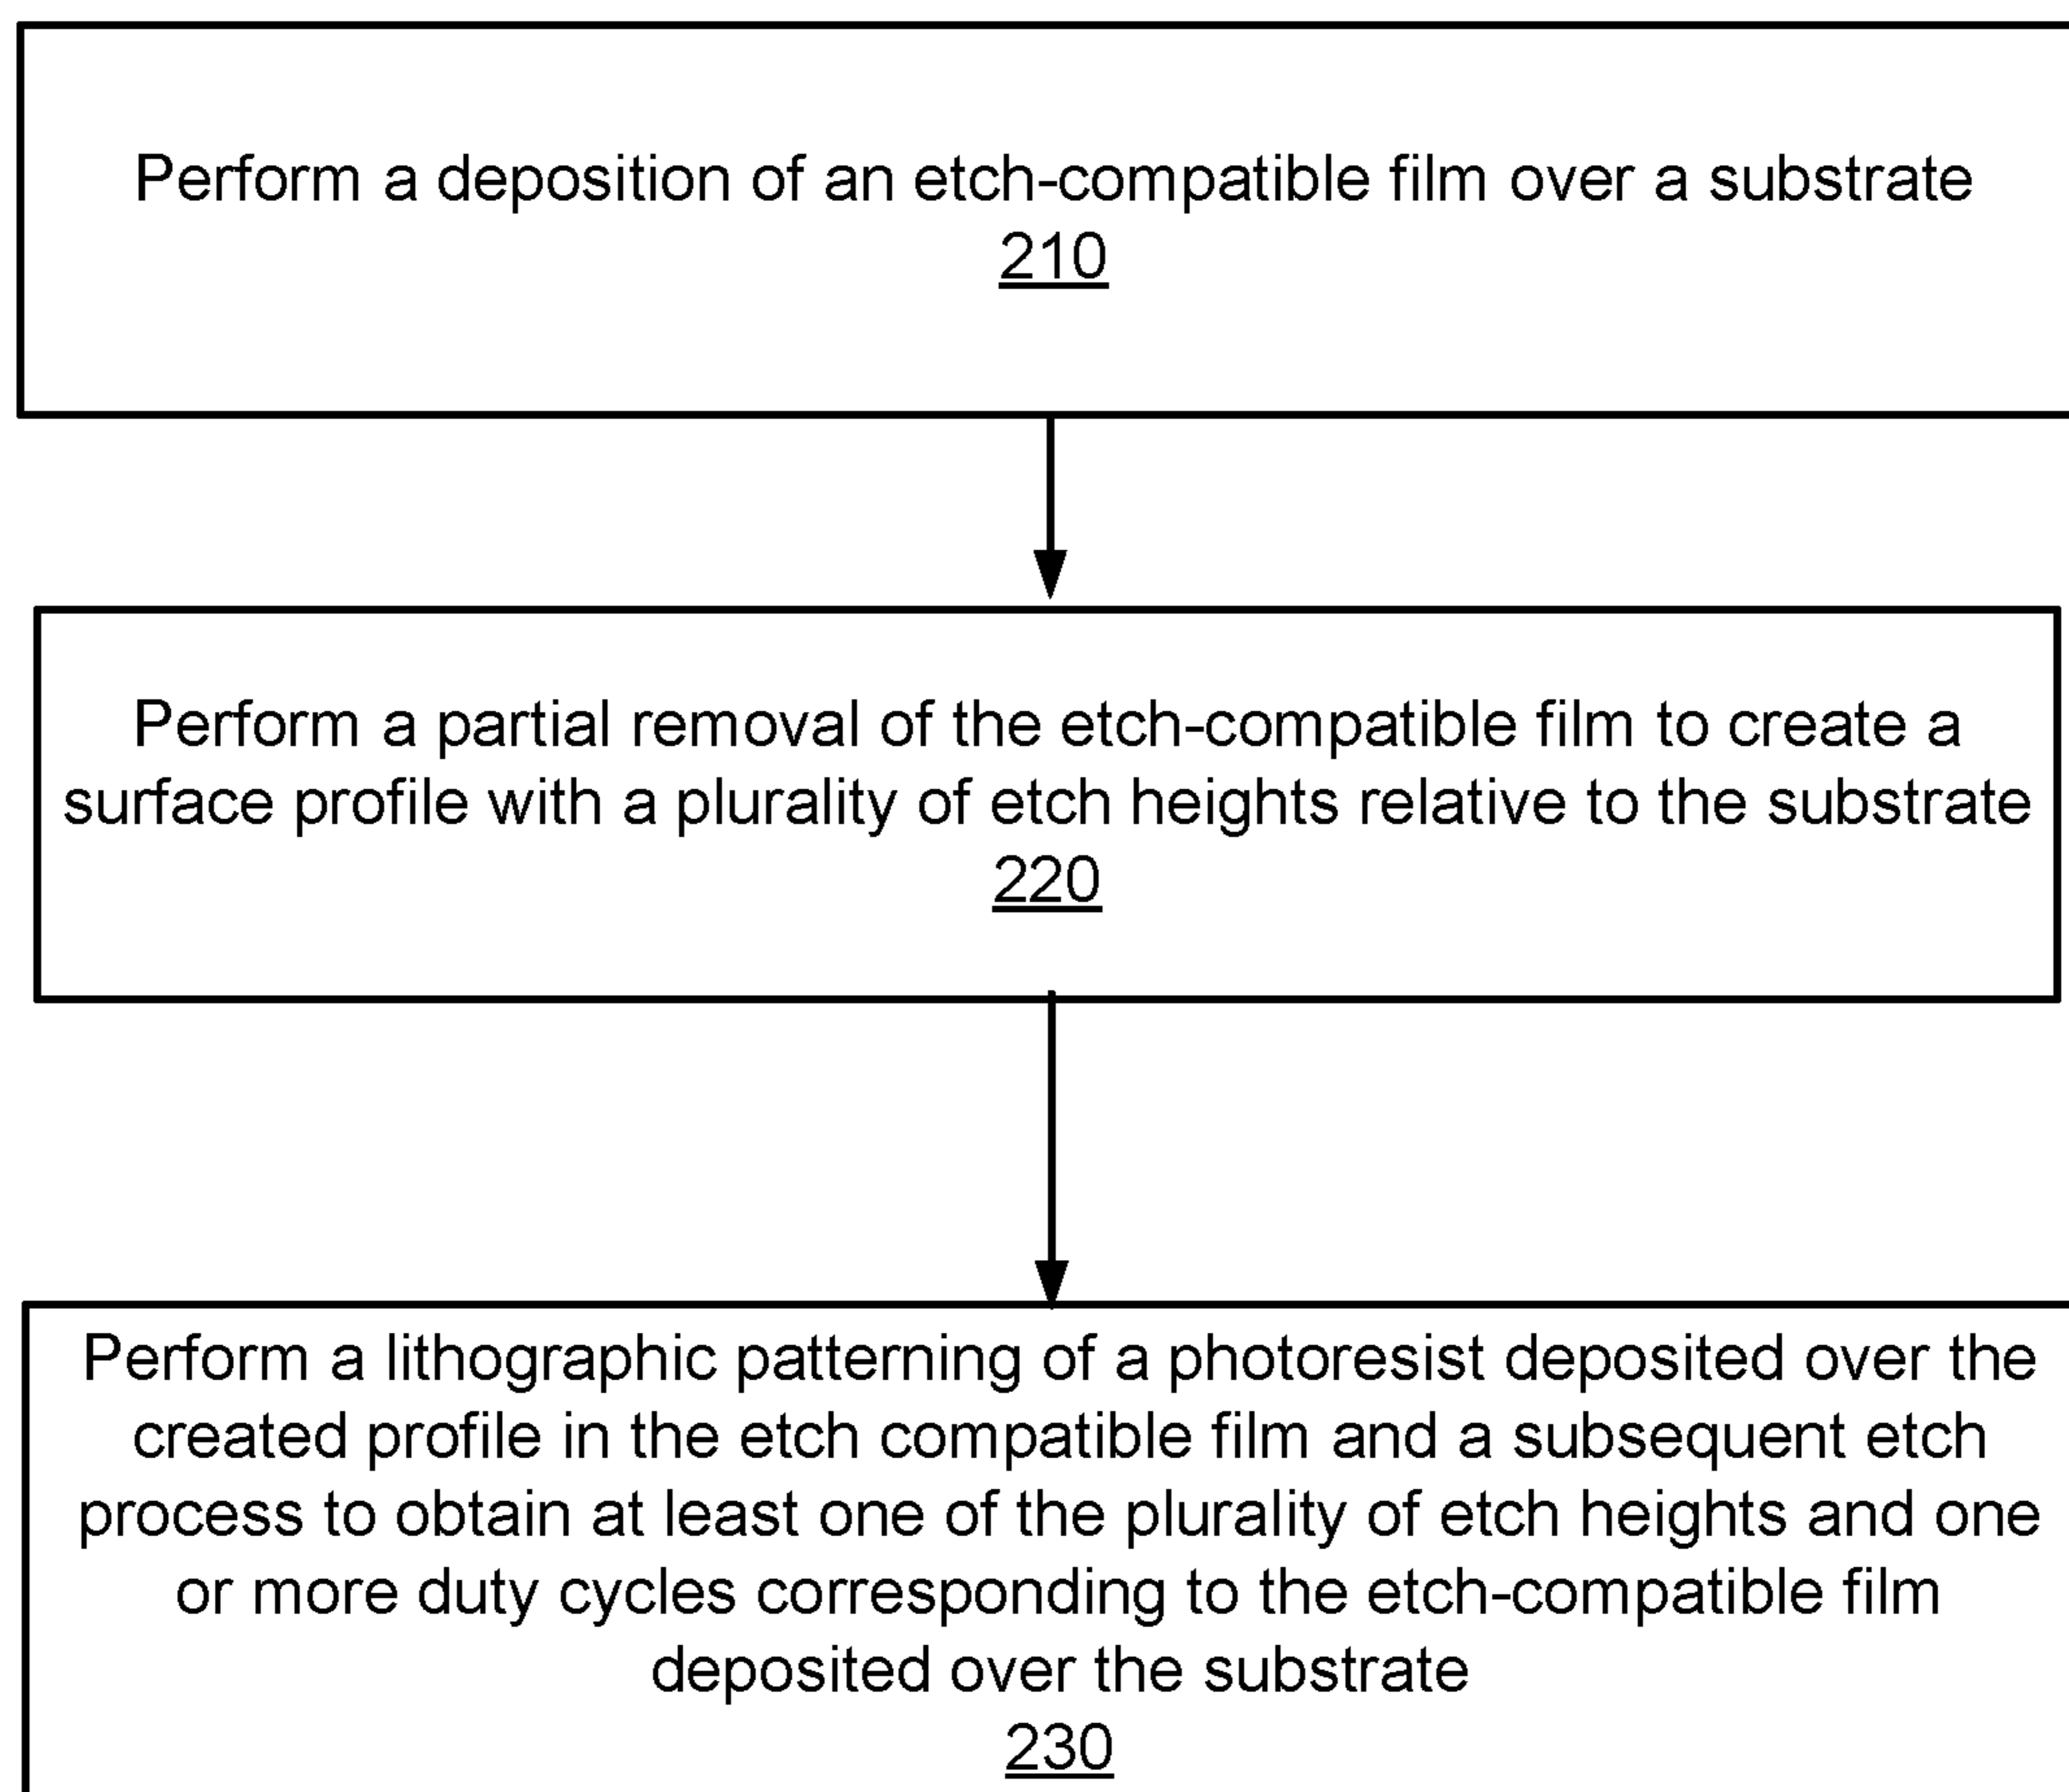 Perform a deposition of an etch-compatible film over a substrate
210
Perform a partial removal of the etch-compatible film to create a
surface profile with a plurality of etch heights relative to the substrate
220
Perform a lithographic patterning of a photoresist deposited over the
created profile in the etch compatible film and a subsequent etch
process to obtain at least one of the plurality of etch heights and one
or more duty cycles corresponding to the etch-compatible film
deposited over the substrate
230